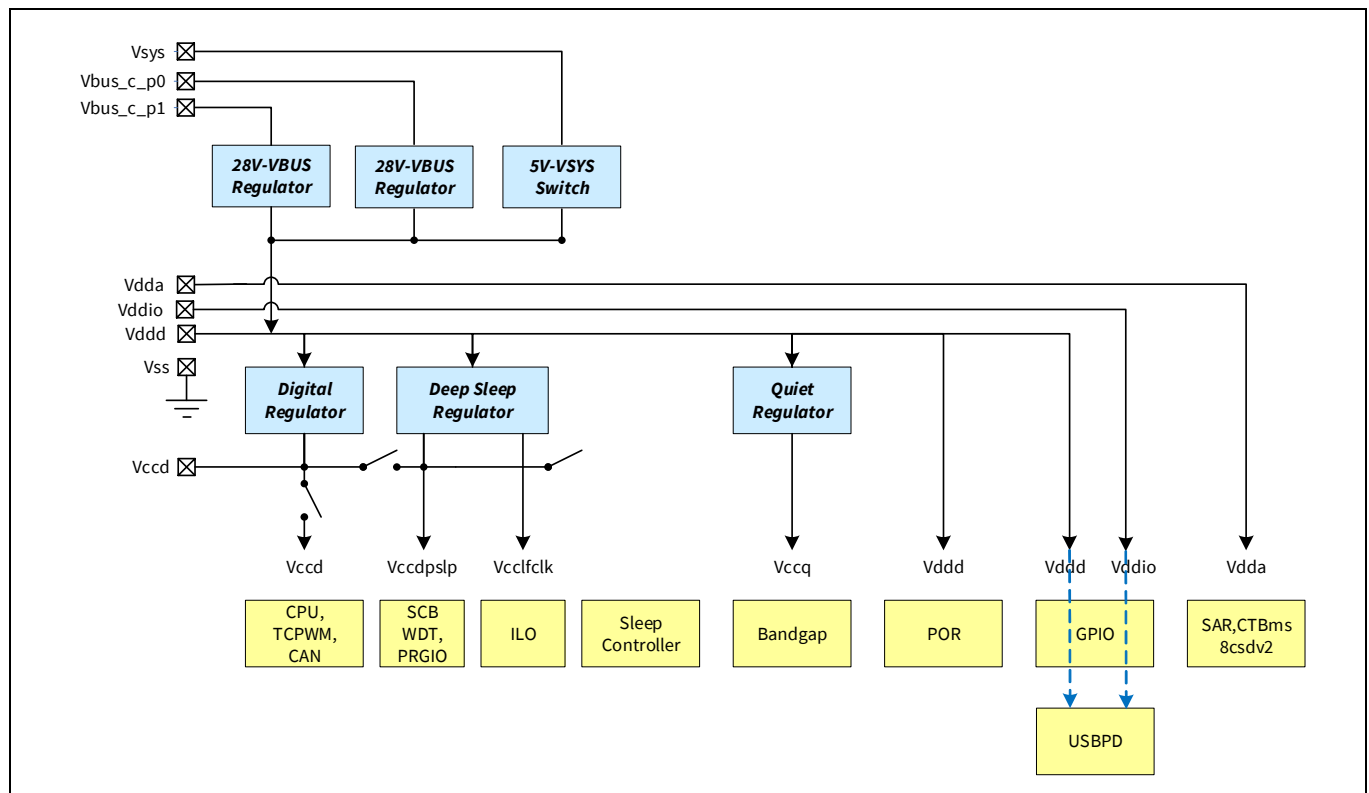 Vsys
Vbus_c_p0
Vbus_c_p1
28V-VBUS
Regulator
28V-VBUS
Regulator
5V-VSYS
Switch
Vdda
Vddio
Vddd
Vss
Digital
Regulator
Deep Sleep
Regulator
Quiet
Regulator
Vccd
Vccd
Vccdpslp
Vcclfclk
Vccq
Vddd
Vddd
Vddio
Vdda
CPU,
TCPWM,
CAN
SCB
WDT,
PRGIO
ILO
Sleep
Controller
Bandgap
POR
GPIO
SAR,CTBms
8csdv2
USBPD